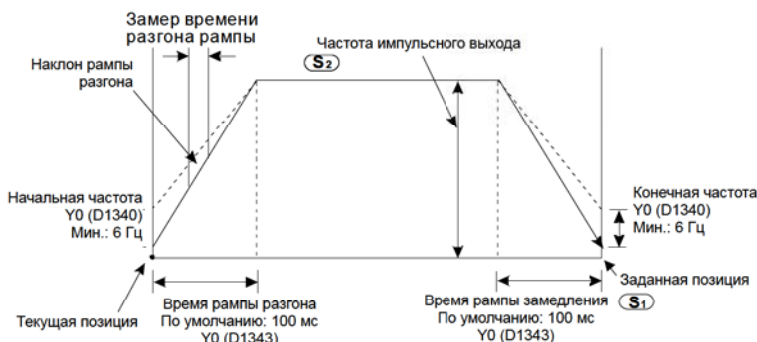 Замер времени
разгона рампы
Частота импульсного выхода
S2
Наклон рампы
разгона
Начальная частота
Y0 (D1340)
Мин.: 6 Гц
Конечная частота
Y0 (D1340)
Мин.: 6 Гц
Заданная позиция
S1
Текущая позиция
Время рампы разгона
По умолчанию: 100 мс
Y0 (D1343)
Время рампы замедления
По умолчанию: 100 мс
Y0 (D1343)